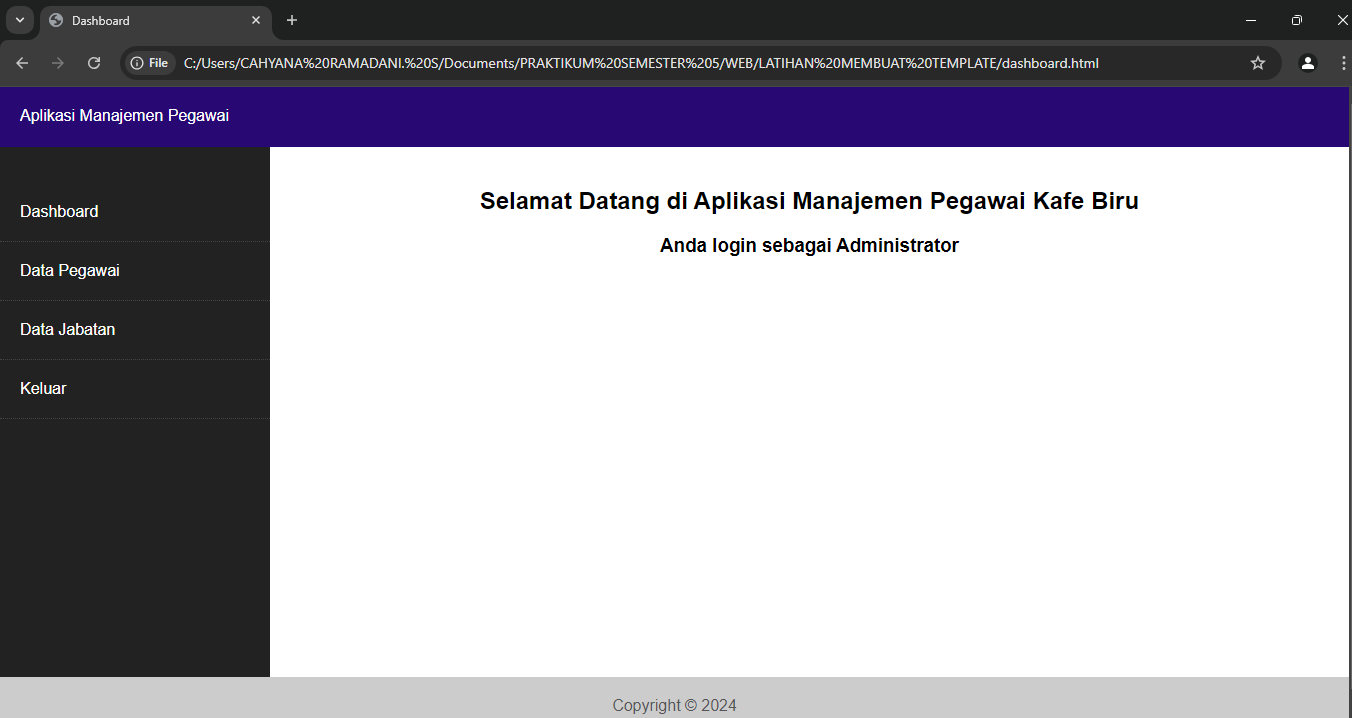 Dashboard
File
C:/Users/CAHYANA%20RAMADANI.%20S/Documents/PRAKTIKUM%20SEMESTER%205/WEB/LATIHAN%20MEMBUAT%20TEMPLATE/dashboard.html
Aplikasi Manajemen Pegawai
Dashboard
Data Pegawai
Data Jabatan
Keluar
Selamat Datang di Aplikasi Manajemen Pegawai Kafe Biru
Anda login sebagai Administrator
Copyright © 2024